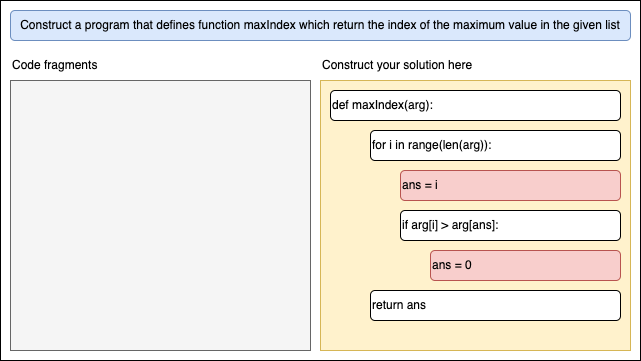 Construct a program that defines function maxIndex which return the index of the maximum value in the given list
Code fragments
Construct your solution here
def maxIndex(arg):
for i in range(len(arg)):
ans = i
if arg[i] > arg[ans]:
ans = 0
return ans